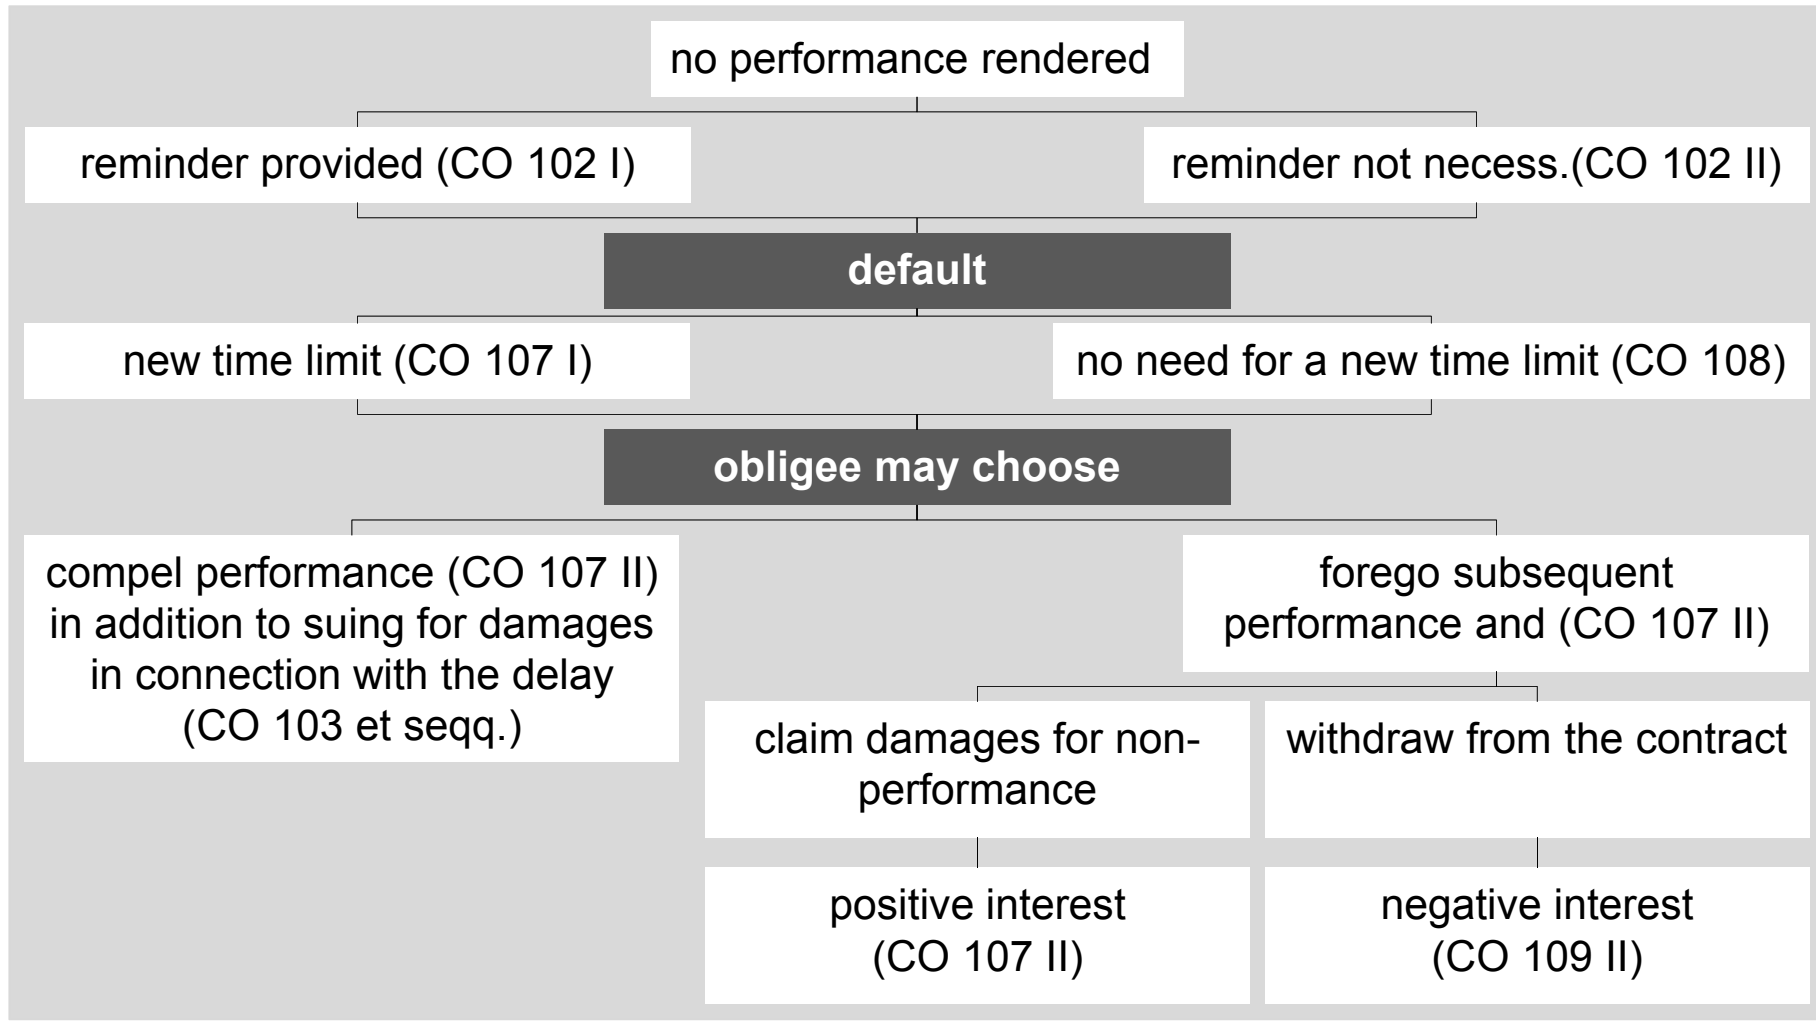 no performance rendered
reminder provided (CO 102 I)
reminder not necess.(CO 102 II)
default
new time limit (CO 107 I)
no need for a new time limit (CO 108)
obligee may choose
compel performance (CO 107 II)
in addition to suing for damages
in connection with the delay
(CO 103 et seqq.)
forego subsequent
performance and (CO 107 II)
claim damages for non-
performance
withdraw from the contract
positive interest
(CO 107 II)
negative interest
(CO 109 II)